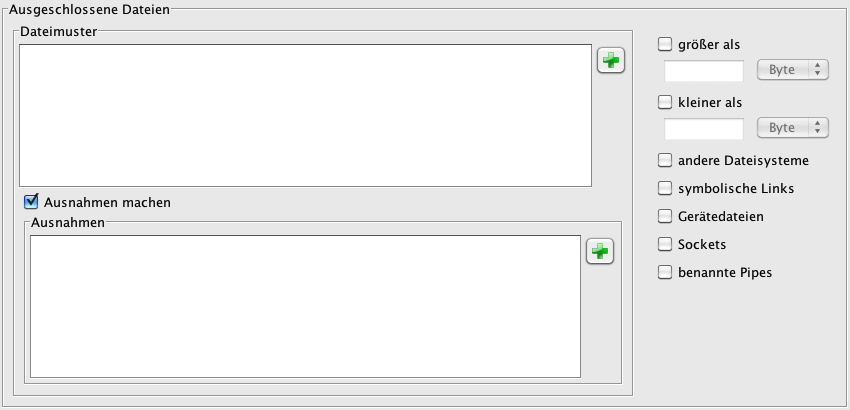 Ausgeschlossene Dateien
Dateimuster
Ausnahmen machen
Ausnahmen
größer als
Byte
kleiner als
Byte
andere Dateisysteme
symbolische Links
Gerätedateien
Sockets
benannte Pipes